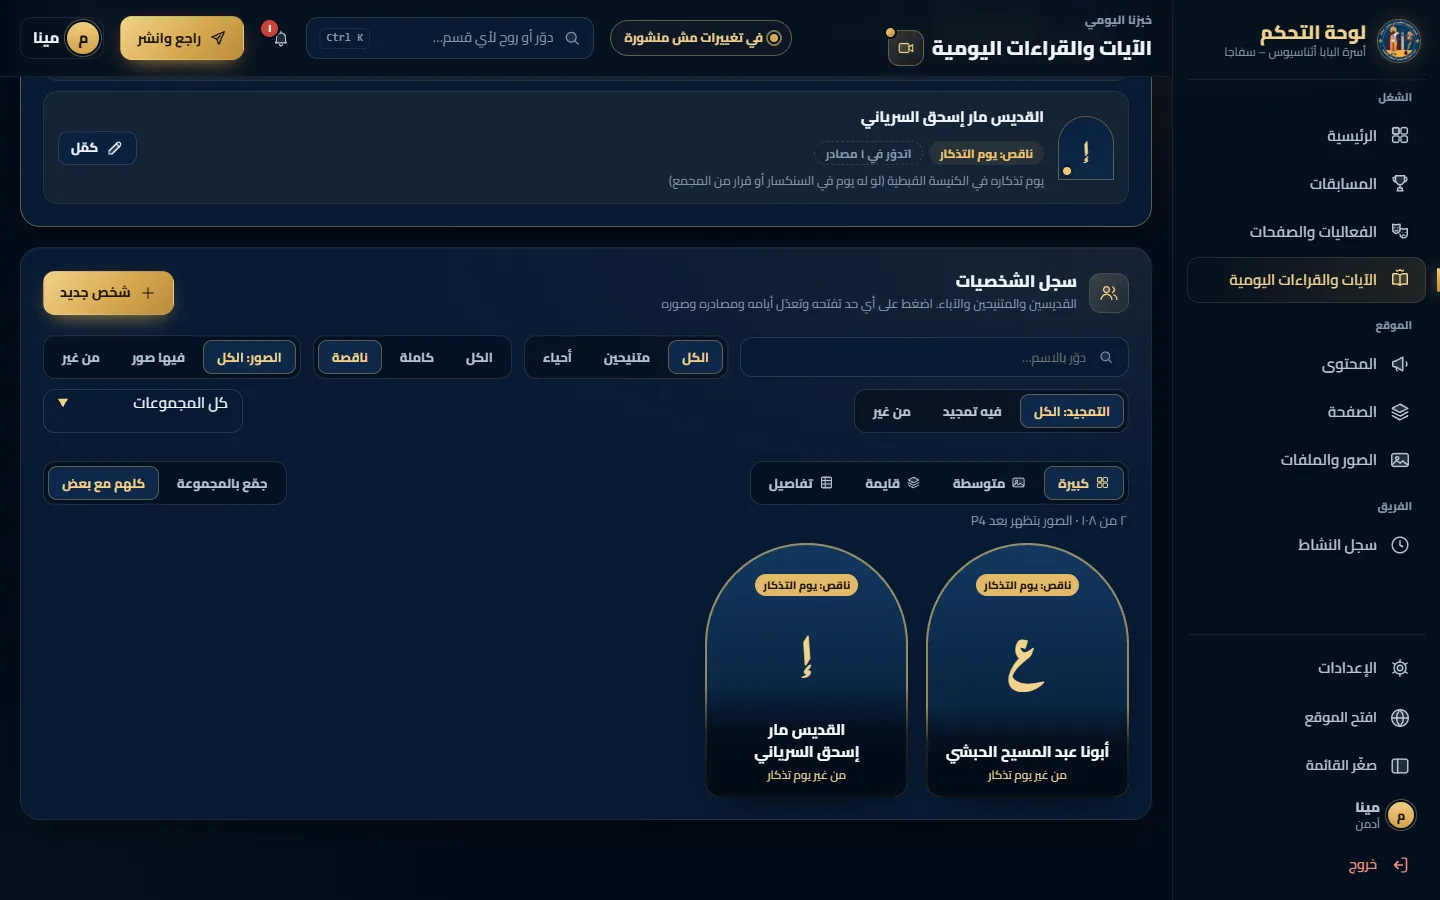 لوحة التحكم
أسرة البابا أثناسيوس – سفاجا
الشغل
الرئيسية
المسابقات
الفعاليات والصفحات
الآيات والقراءات اليومية
الموقع
المحتوى
الصفحة
الصور والملفات
الفريق
سجل النشاط
الإعدادات
افتح الموقع
صغّر القائمة
م
مينا
أدمن
خروج
خبزنا اليومي
الآيات والقراءات اليومية
في تغييرات مش منشورة
دوّر أو روح لأي قسم...
Ctrl K
١
راجع وانشر
م
مينا
إ
القديس مار إسحق السرياني
ناقص: يوم التذكار
اتدوّر في ١ مصادر
يوم تذكاره في الكنيسة القبطية (لو له يوم في السنكسار أو قرار من المجمع)
كمّل
سجل الشخصيات
القديسين والمتنيحين والآباء. اضغط على أي حد تفتحه وتعدّل أيامه ومصادره وصوره
شخص جديد
دوّر بالاسم...
الكل
متنيحين
أحياء
الكل
كاملة
ناقصة
الصور: الكل
فيها صور
من غير
التمجيد: الكل
فيه تمجيد
من غير
كل المجموعات
كبيرة
متوسطة
قايمة
تفاصيل
جمّع بالمجموعة
كلهم مع بعض
٢ من ١٠٨ · الصور بتظهر بعد P4
ناقص: يوم التذكار
ع
أبونا عبد المسيح الحبشي
من غير يوم تذكار
ناقص: يوم التذكار
إ
القديس مار
إسحق السرياني
من غير يوم تذكار